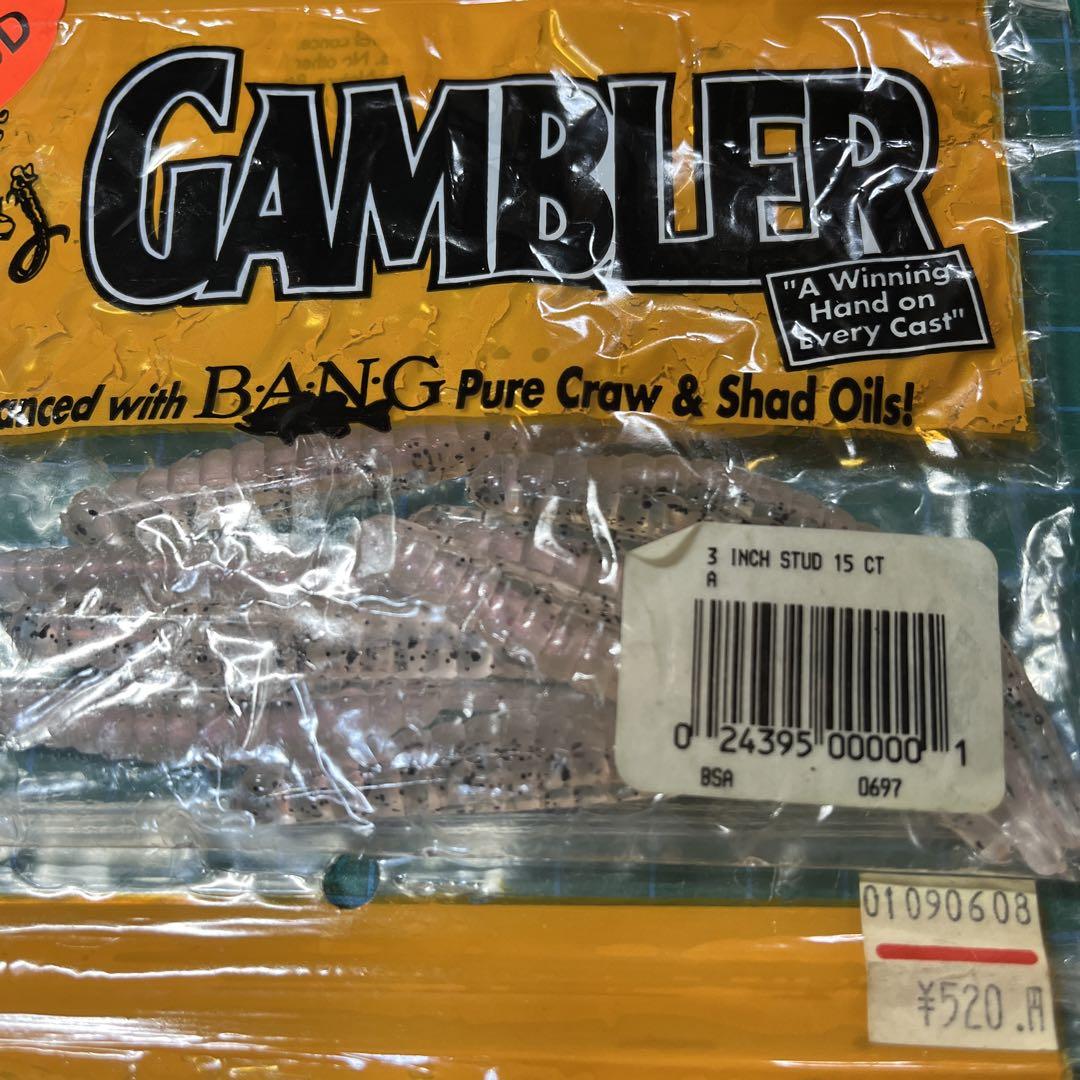 GAMBLER
"A Winning
Hand on
Every Cast"
anced with B·A·N·G Pure Craw & Shad Oils!
3 INCH STUD 15 CT
A
0 24395 00000 1
BSA 0697
01090608
¥520.円